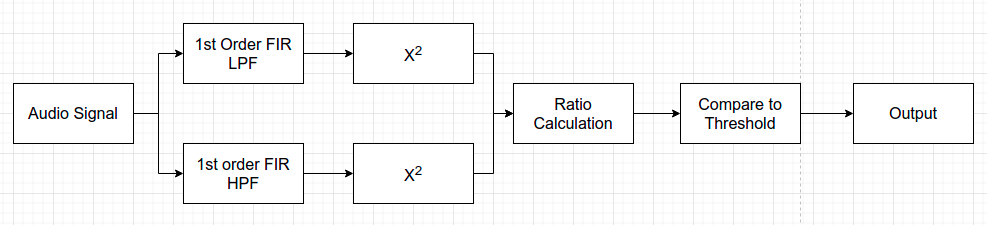 1st Order FIR
LPF
X²
Audio Signal
Ratio
Calculation
Compare to
Threshold
Output
1st order FIR
HPF
X²